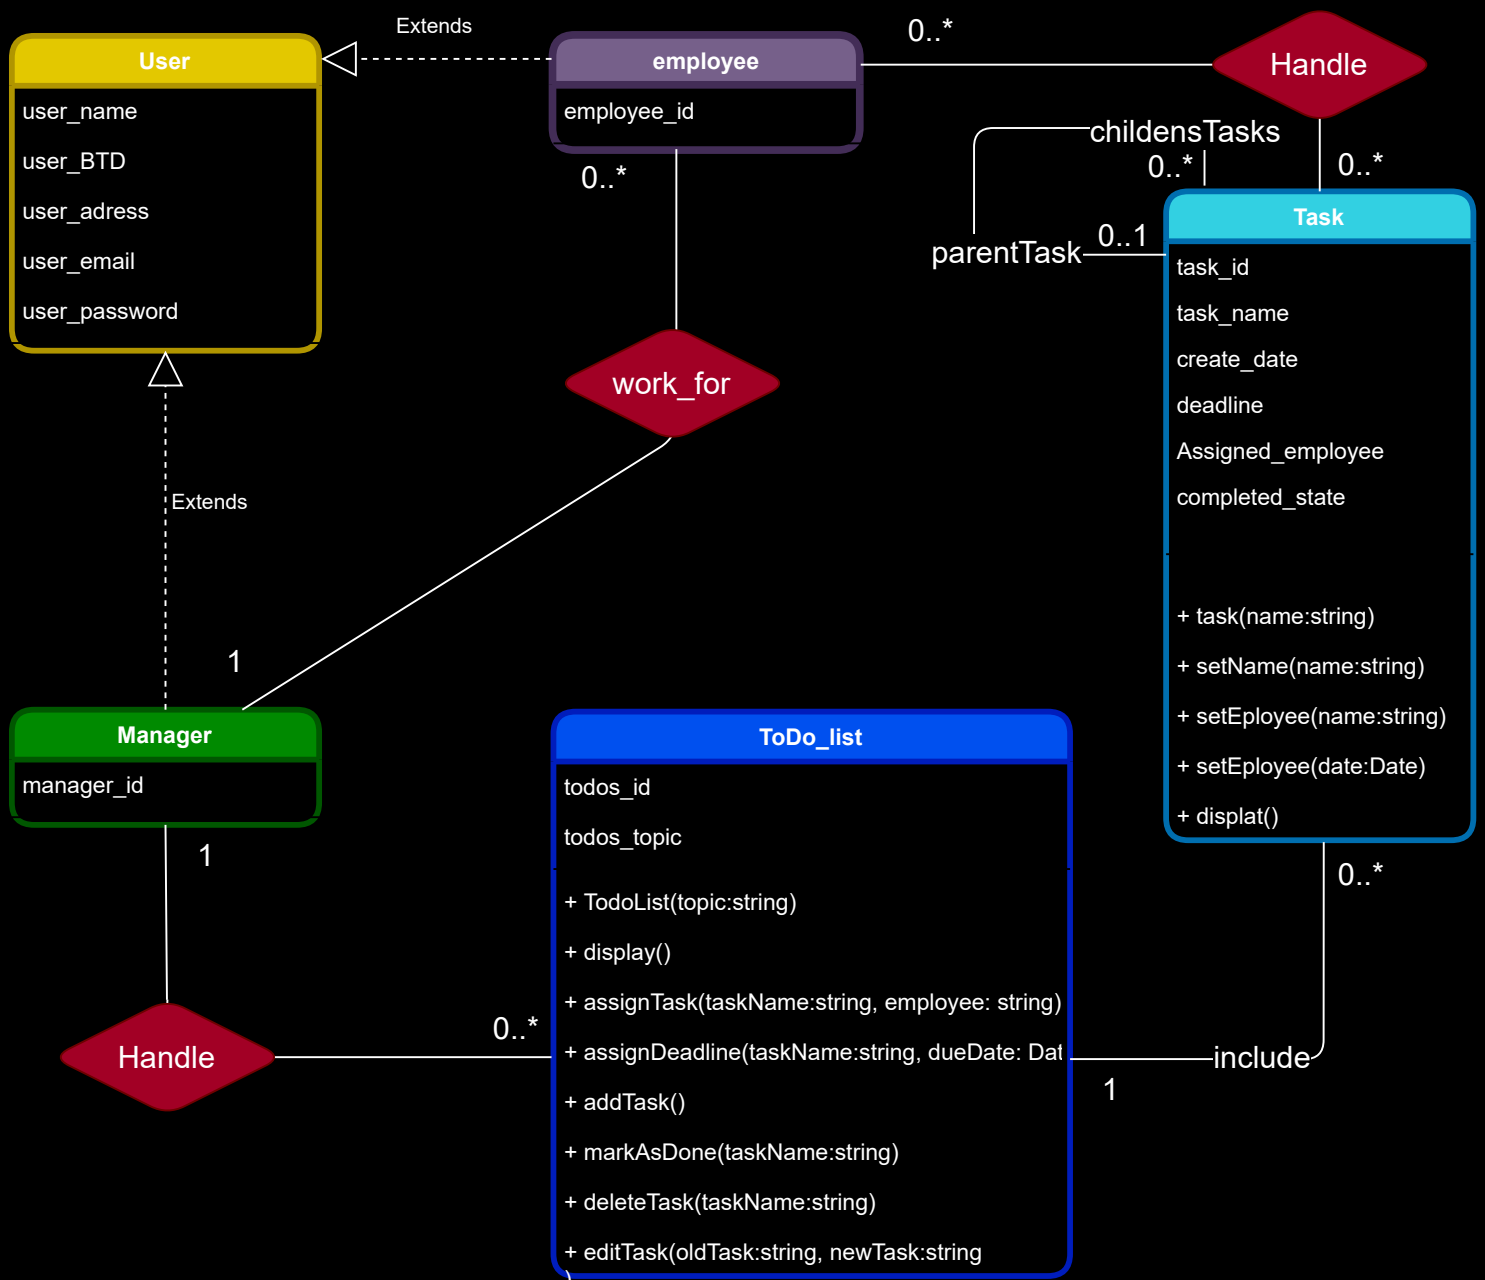 Extends
User
user_name
user_BTD
user_adress
user_email
user_password
employee
employee_id
0..*
Handle
0..*
childensTasks
0..*
parentTask
0..1
Task
task_id
task_name
create_date
deadline
Assigned_employee
completed_state
+ task(name:string)
+ setName(name:string)
+ setEployee(name:string)
+ setEployee(date:Date)
+ displat()
0..*
work_for
Extends
1
Manager
manager_id
1
Handle
0..*
ToDo_list
todos_id
todos_topic
+ TodoList(topic:string)
+ display()
+ assignTask(taskName:string, employee: string)
+ assignDeadline(taskName:string, dueDate: Dat
+ addTask()
+ markAsDone(taskName:string)
+ deleteTask(taskName:string)
+ editTask(oldTask:string, newTask:string
)
1
include
0..*